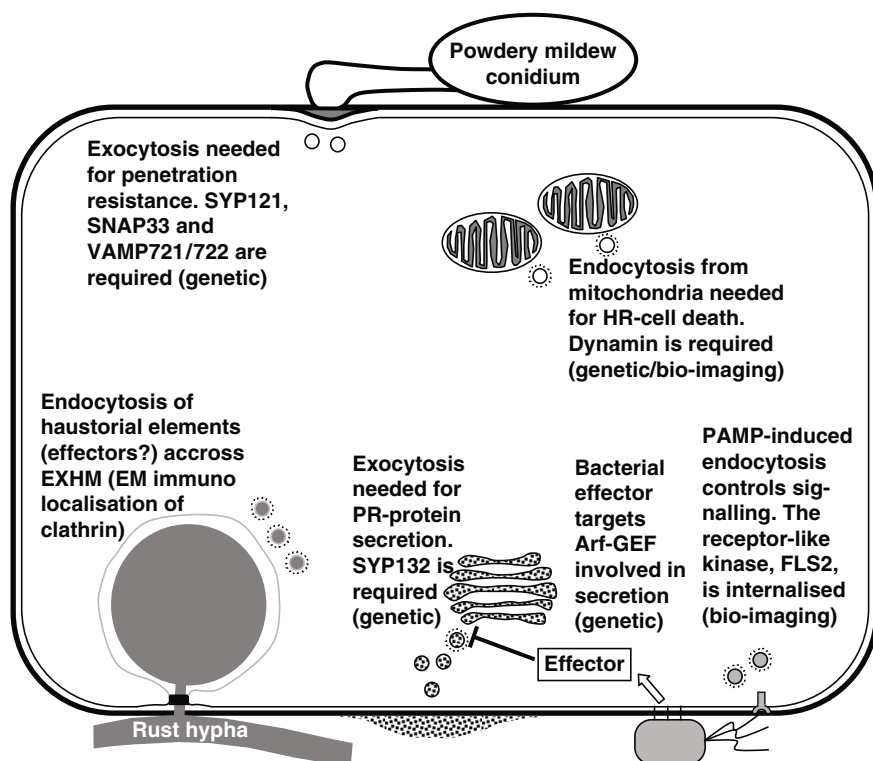 Powdery mildew
conidium
Exocytosis needed
for penetration
resistance. SYP121,
SNAP33 and
VAMP721/722 are
required (genetic)
Endocytosis from
mitochondria needed
for HR-cell death.
Dynamin is required
(genetic/bio-imaging)
Endocytosis of
haustorial elements
(effectors?) accross
EXHM (EM immuno
localisation of
clathrin)
Exocytosis
needed for
PR-protein
secretion.
SYP132 is
required
(genetic)
Bacterial
effector
targets
Arf-GEF
involved in
secretion
(genetic)
PAMP-induced
endocytosis
controls sig-
nalling. The
receptor-like
kinase, FLS2,
is internalised
(bio-imaging)
Effector
Rust hypha